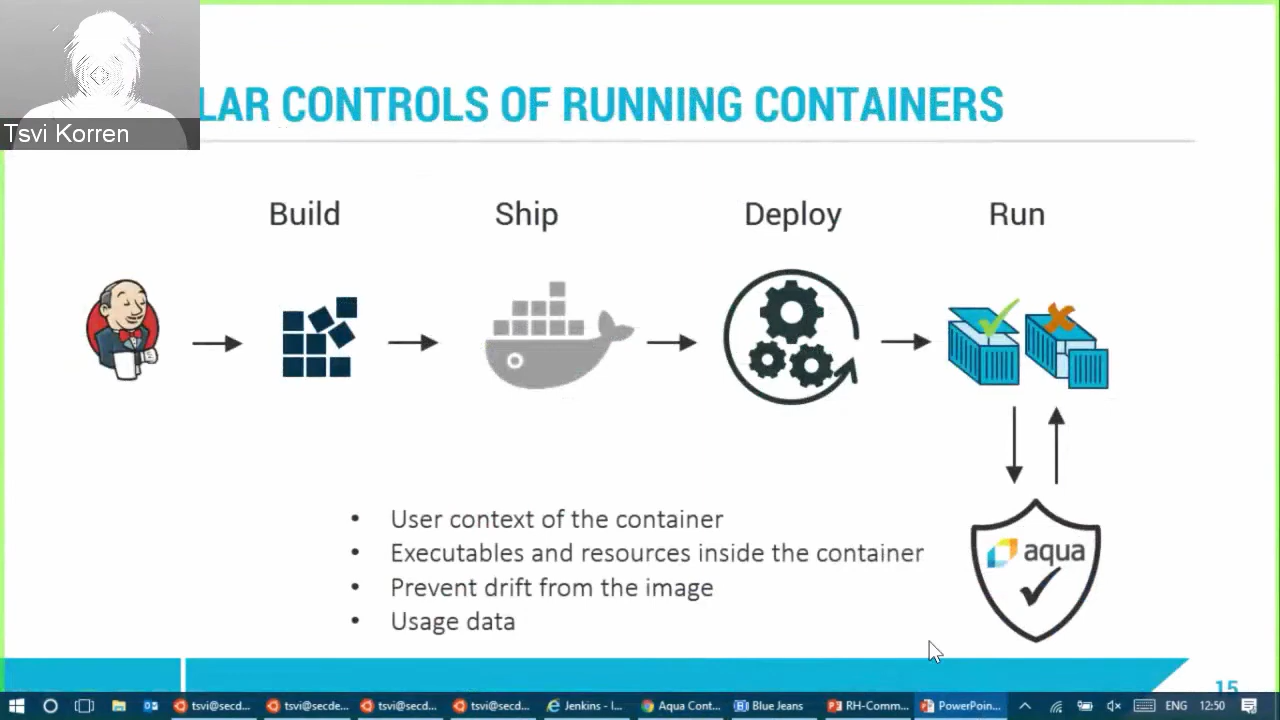 LAR CONTROLS OF RUNNING CONTAINERS
Tsvi Korren
Build
Ship
Deploy
Run
• User context of the container
• Executables and resources inside the container
• Prevent drift from the image
• Usage data
aqua
15
tsvi@secd...
tsvi@secde...
tsvi@secd...
tsvi@secd...
Jenkins - I...
Aqua Cont...
Blue Jeans
RH-Comm...
PowerPoin...
ENG
12:50